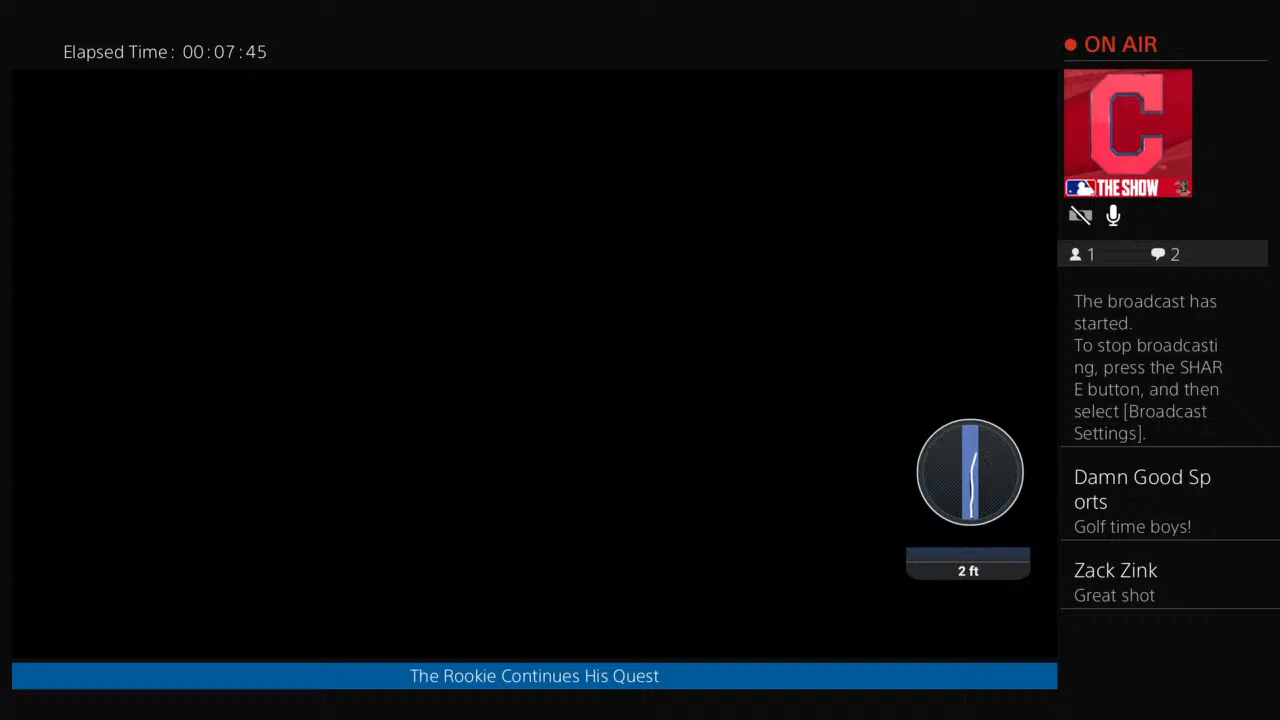 Elapsed Time: 00:07:45
ON AIR
C
THE SHOW
1 2
The broadcast has
started.
To stop broadcasti
ng, press the SHAR
E button, and then
select [Broadcast
Settings].
Damn Good Sp
orts
Golf time boys!
Zack Zink
Great shot
2 ft
The Rookie Continues His Quest